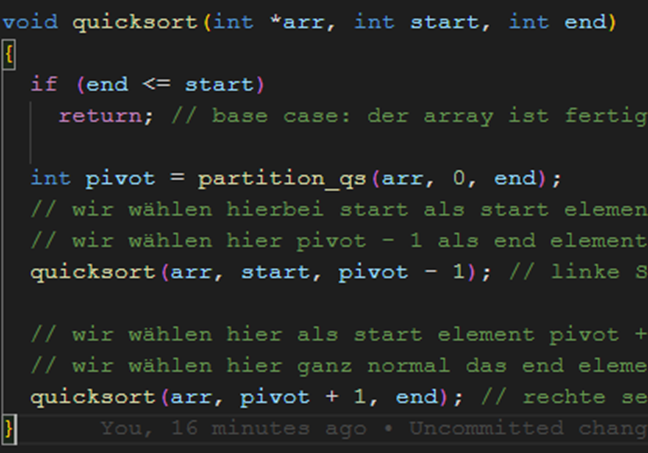 void quicksort(int *arr, int start, int end)
{
if (end <= start)
return; // base case: der array ist fertig
int pivot = partition_qs(arr, 0, end);
// wir wählen hierbei start als start elemen
// wir wählen hier pivot - 1 als end element
quicksort(arr, start, pivot - 1); // linke S
// wir wählen hier als start element pivot +
// wir wählen hier ganz normal das end eleme
quicksort(arr, pivot + 1, end); // rechte se
} You, 16 minutes ago • Uncommitted chang